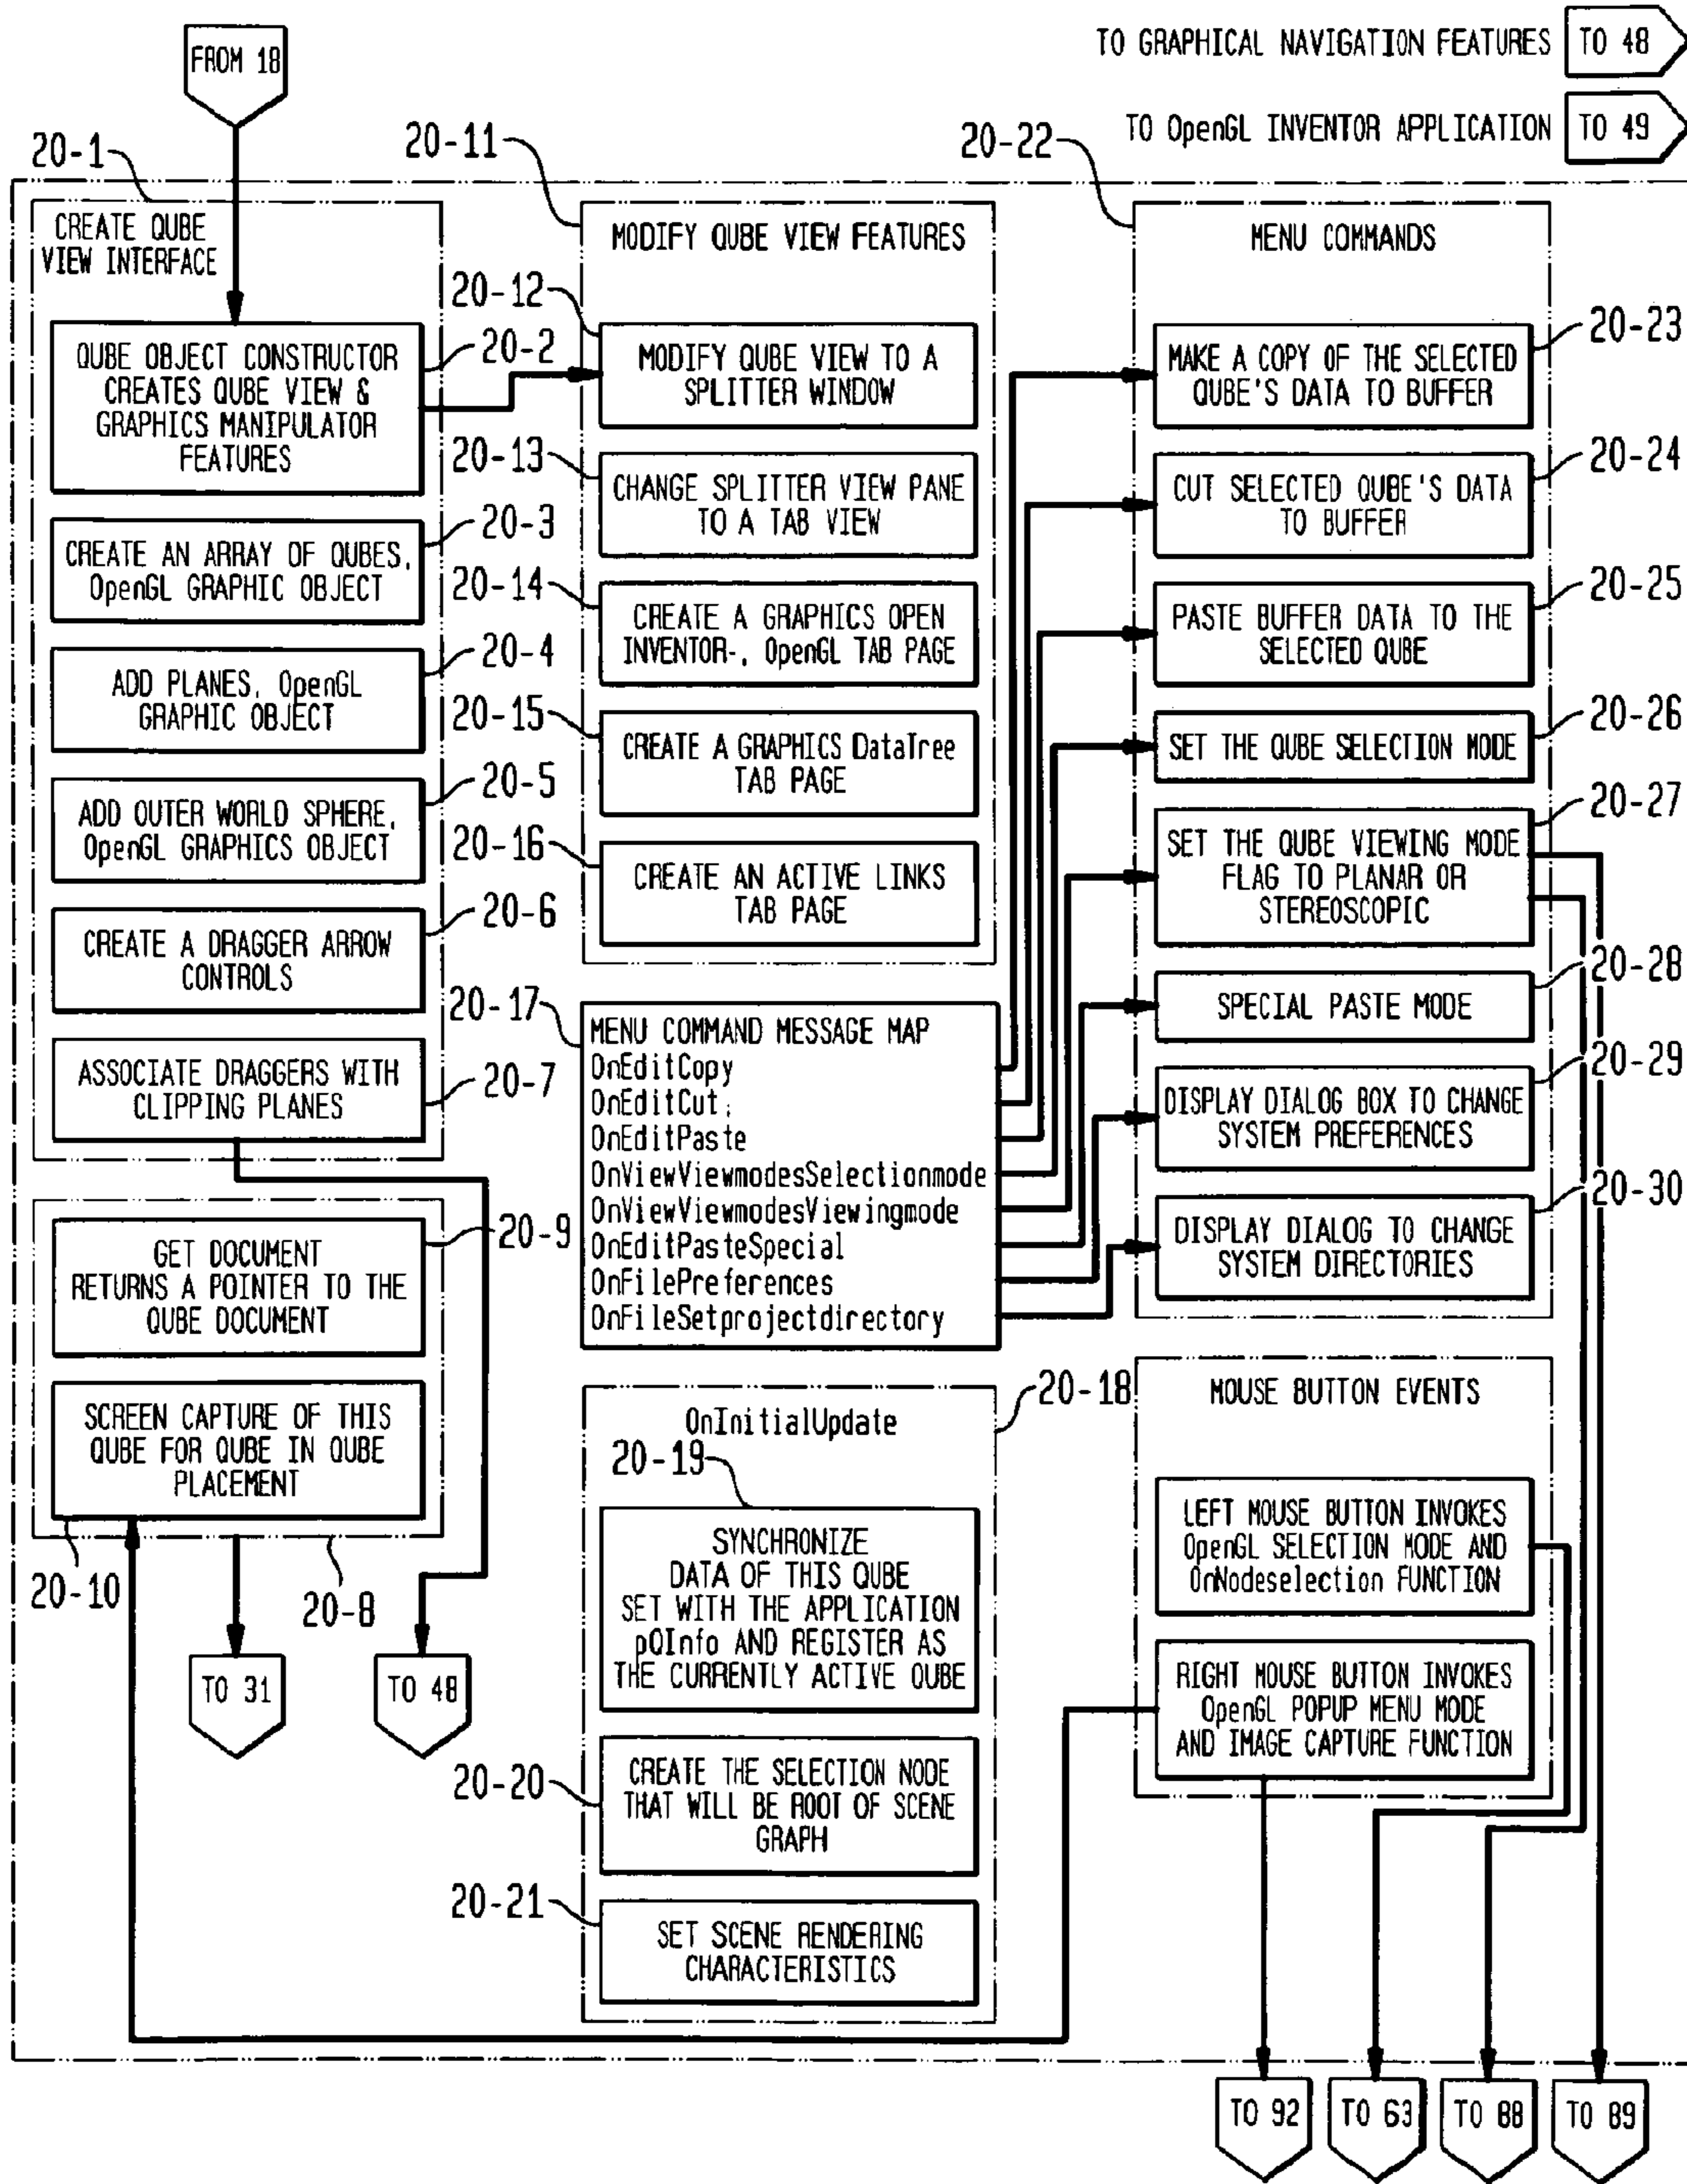 FROM 18
TO GRAPHICAL NAVIGATION FEATURES
TO 48
TO OpenGL INVENTOR APPLICATION
TO 49
20-1
CREATE QUBE
VIEW INTERFACE
QUBE OBJECT CONSTRUCTOR
CREATES QUBE VIEW &
GRAPHICS MANIPULATOR
FEATURES
20-2
CREATE AN ARRAY OF QUBES,
OpenGL GRAPHIC OBJECT
20-3
ADD PLANES, OpenGL
GRAPHIC OBJECT
20-4
ADD OUTER WORLD SPHERE,
OpenGL GRAPHICS OBJECT
20-5
CREATE A DRAGGER ARROW
CONTROLS
20-6
ASSOCIATE DRAGGERS WITH
CLIPPING PLANES
20-7
GET DOCUMENT
RETURNS A POINTER TO THE
QUBE DOCUMENT
20-9
SCREEN CAPTURE OF THIS
QUBE FOR QUBE IN QUBE
PLACEMENT
20-10
20-8
TO 31
TO 48
20-11
MODIFY QUBE VIEW FEATURES
20-12
MODIFY QUBE VIEW TO A
SPLITTER WINDOW
20-13
CHANGE SPLITTER VIEW PANE
TO A TAB VIEW
20-14
CREATE A GRAPHICS OPEN
INVENTOR-, OpenGL TAB PAGE
20-15
CREATE A GRAPHICS DataTree
TAB PAGE
20-16
CREATE AN ACTIVE LINKS
TAB PAGE
20-17
MENU COMMAND MESSAGE MAP
OnEditCopy
OnEditCut;
OnEditPaste
OnViewViewmodesSelectionmode
OnViewViewmodesViewingmode
OnEditPasteSpecial
OnFilePreferences
OnFileSetprojectdirectory
20-18
OnInitialUpdate
20-19
SYNCHRONIZE
DATA OF THIS QUBE
SET WITH THE APPLICATION
pQInfo AND REGISTER AS
THE CURRENTLY ACTIVE QUBE
20-20
CREATE THE SELECTION NODE
THAT WILL BE ROOT OF SCENE
GRAPH
20-21
SET SCENE RENDERING
CHARACTERISTICS
20-22
MENU COMMANDS
MAKE A COPY OF THE SELECTED
QUBE'S DATA TO BUFFER
20-23
CUT SELECTED QUBE'S DATA
TO BUFFER
20-24
PASTE BUFFER DATA TO THE
SELECTED QUBE
20-25
SET THE QUBE SELECTION MODE
20-26
SET THE QUBE VIEWING MODE
FLAG TO PLANAR OR
STEREOSCOPIC
20-27
SPECIAL PASTE MODE
20-28
DISPLAY DIALOG BOX TO CHANGE
SYSTEM PREFERENCES
20-29
DISPLAY DIALOG TO CHANGE
SYSTEM DIRECTORIES
20-30
MOUSE BUTTON EVENTS
LEFT MOUSE BUTTON INVOKES
OpenGL SELECTION MODE AND
OnNodeselection FUNCTION
RIGHT MOUSE BUTTON INVOKES
OpenGL POPUP MENU MODE
AND IMAGE CAPTURE FUNCTION
TO 92
TO 63
TO 88
TO 89